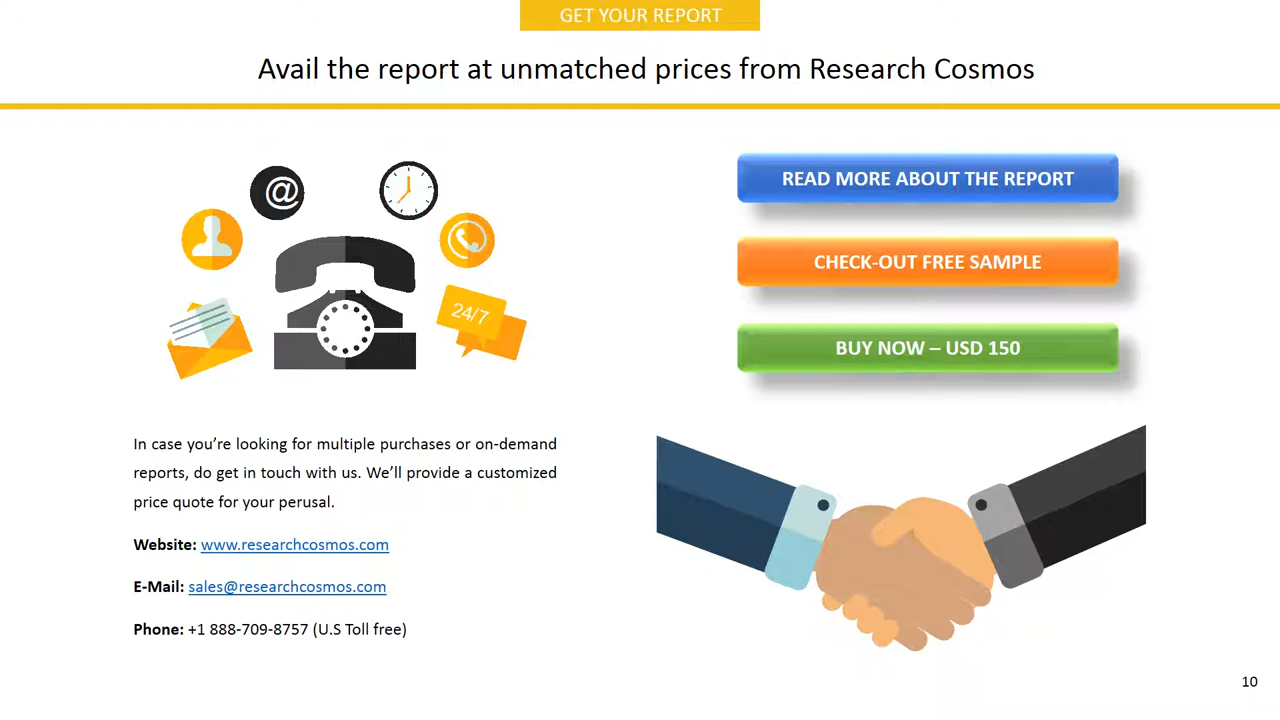 GET YOUR REPORT
Avail the report at unmatched prices from Research Cosmos
@
24/7
READ MORE ABOUT THE REPORT
CHECK-OUT FREE SAMPLE
BUY NOW – USD 150
In case you’re looking for multiple purchases or on-demand
reports, do get in touch with us. We’ll provide a customized
price quote for your perusal.
Website: www.researchcosmos.com
E-Mail: sales@researchcosmos.com
Phone: +1 888-709-8757 (U.S Toll free)
10